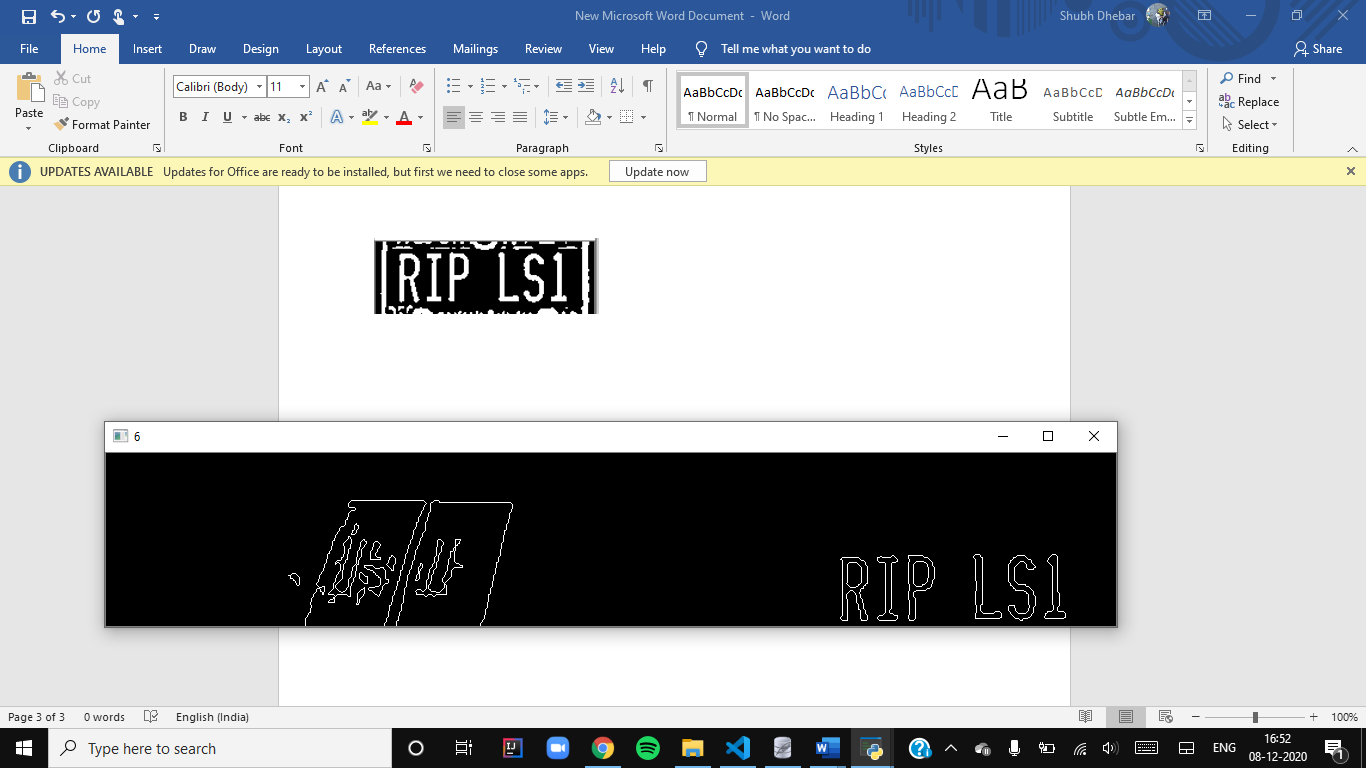 New Microsoft Word Document - Word
Shubh Dhebar
File Home Insert Draw Design Layout References Mailings Review View Help Tell me what you want to do Share
Paste
Cut
Copy
Format Painter
Clipboard
Calibri (Body) 11
Font
Paragraph
AaBbCcDc AaBbCcDc AaBbCc AaBbCcD AaB AaBbCcD AaBbCcDc
¶ Normal ¶ No Spac... Heading 1 Heading 2 Title Subtitle Subtle Em...
Styles
Find
Replace
Select
Editing
UPDATES AVAILABLE Updates for Office are ready to be installed, but first we need to close some apps. Update now
RIP LS1
6
RIP LS1
Page 3 of 3 0 words English (India) 100%
Type here to search
ENG
16:52
08-12-2020
1